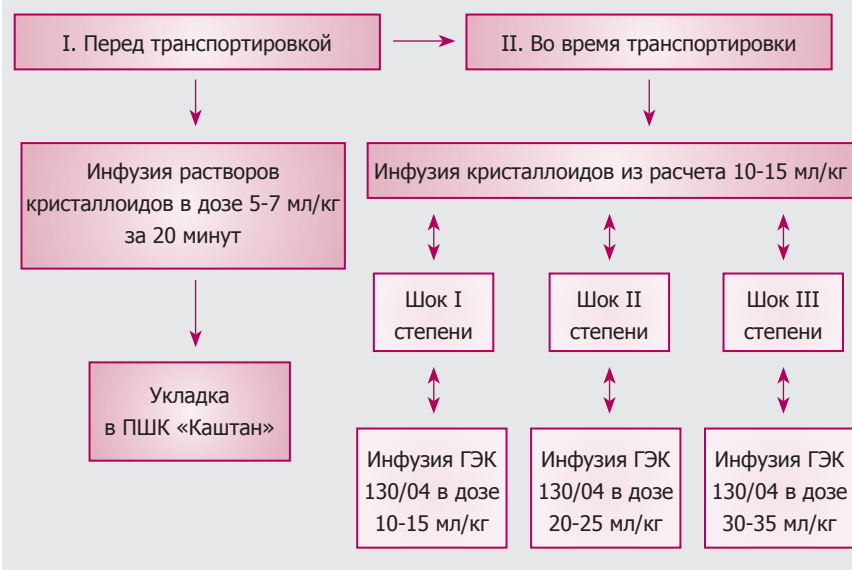 I. Перед транспортировкой
II. Во время транспортировки
Инфузия растворов
кристаллоидов в дозе 5-7 мл/кг
за 20 минут
Инфузия кристаллоидов из расчета 10-15 мл/кг
Укладка
в ПШК «Каштан»
Шок I
степени
Шок II
степени
Шок III
степени
Инфузия ГЭК
130/04 в дозе
10-15 мл/кг
Инфузия ГЭК
130/04 в дозе
20-25 мл/кг
Инфузия ГЭК
130/04 в дозе
30-35 мл/кг